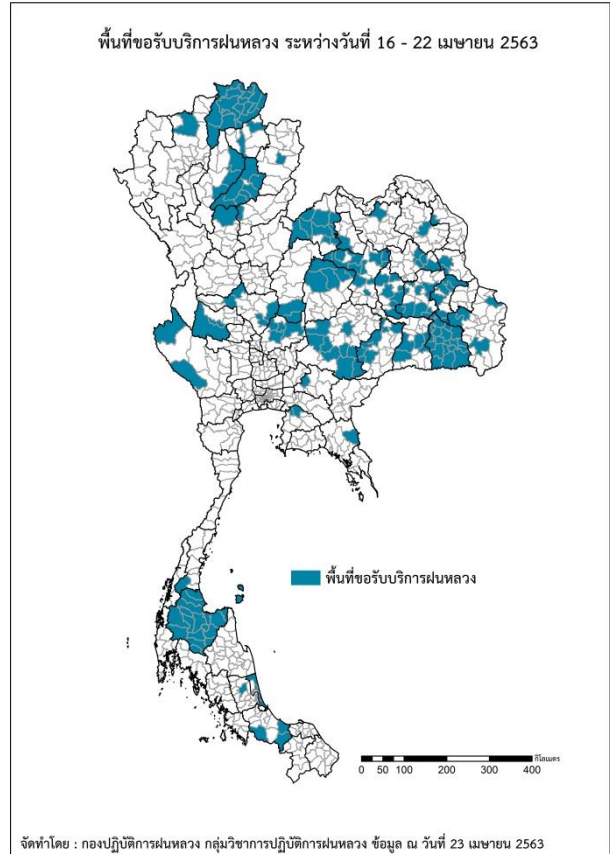 พื้นที่ขอรับบริการฝนหลวง ระหว่างวันที่ 16 - 22 เมษายน 2563
พื้นที่ขอรับบริการฝนหลวง
กิโลเมตร
0 50 100 200 300 400
จัดทำโดย : กองปฏิบัติการฝนหลวง กลุ่มวิชาการปฏิบัติการฝนหลวง ข้อมูล ณ วันที่ 23 เมษายน 2563